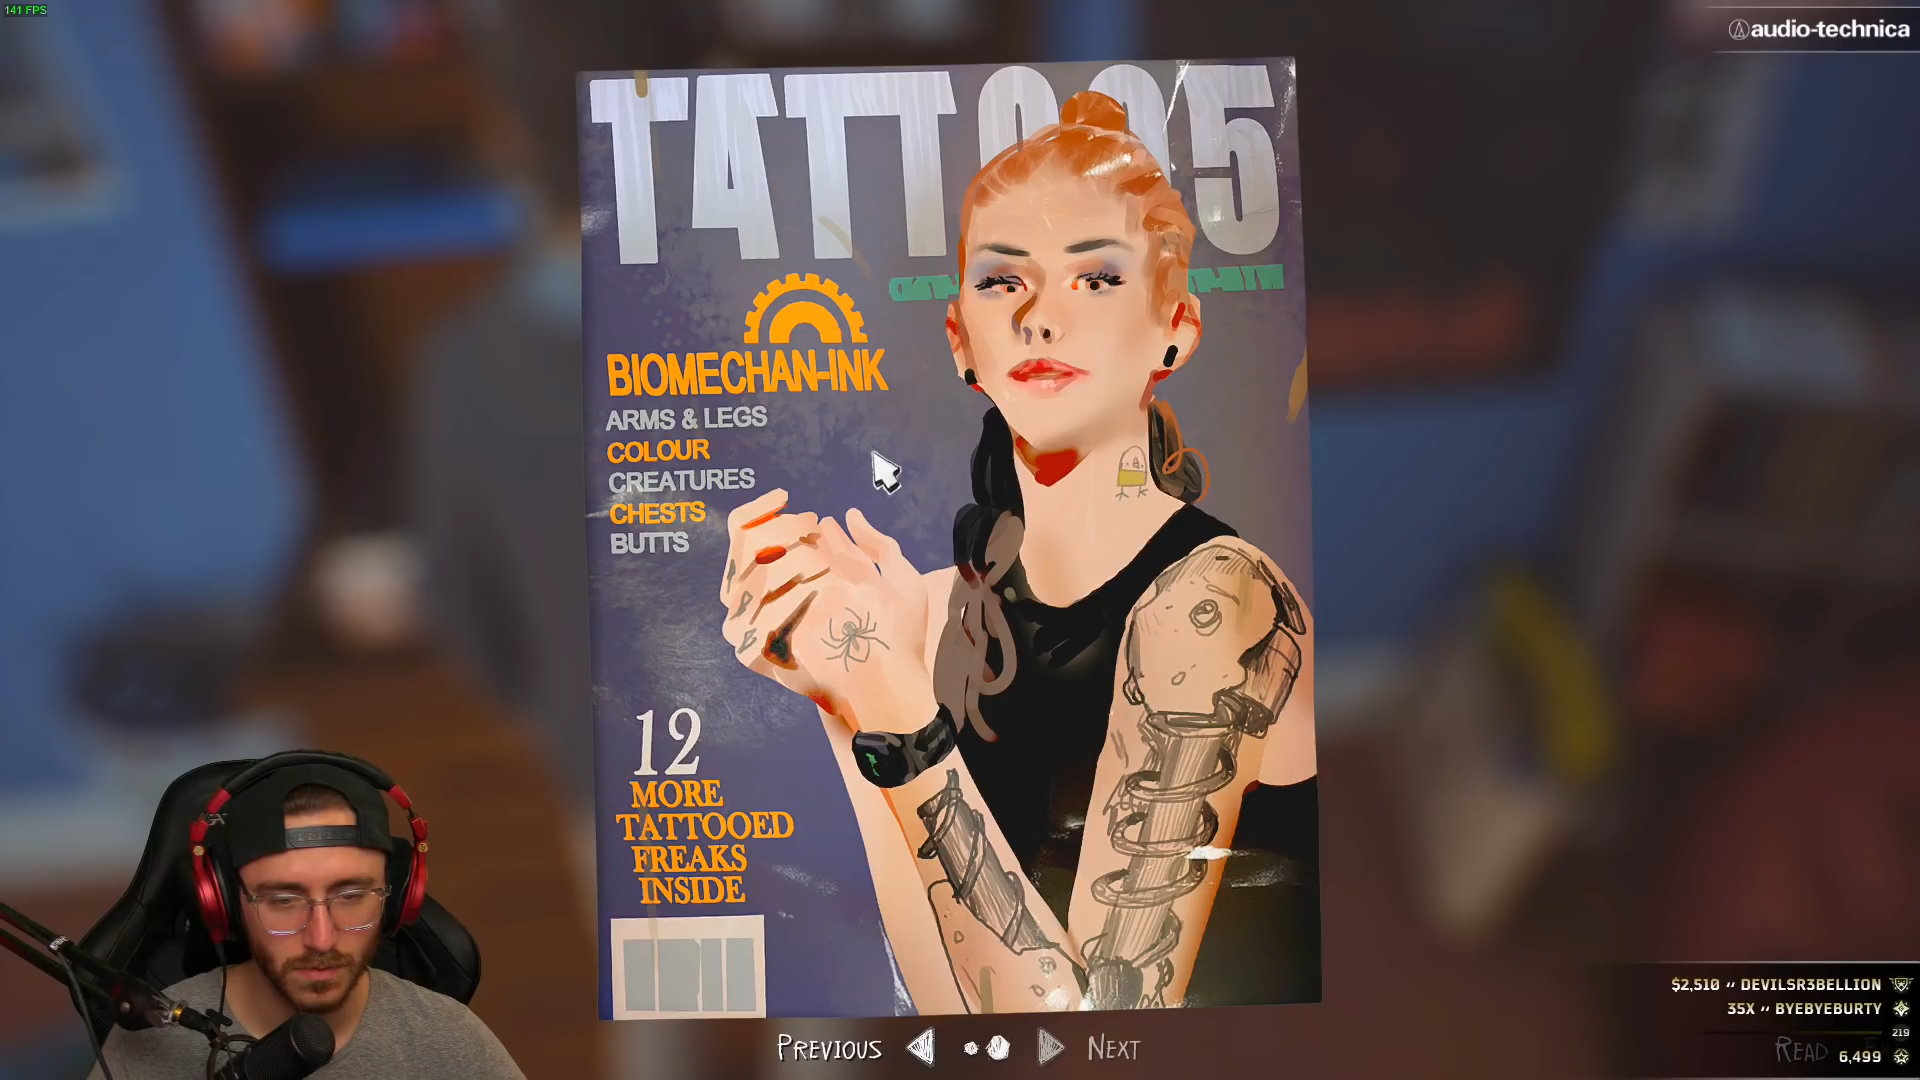 141 FPS
audio-technica
TATT005
BIOMECHAN-INK
ARMS & LEGS
COLOUR
CREATURES
CHESTS
BUTTS
12
MORE
TATTOOED
FREAKS
INSIDE
PREVIOUS
NEXT
$2,510 DEVILSR3BELLION
35X BYEBYEBURTY
219
READ
6,499